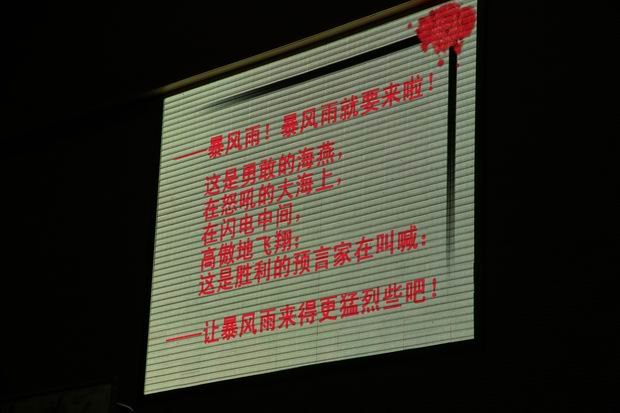 ——暴风雨！暴风雨就要来啦！
这是勇敢的海燕，
在怒吼的大海上，
在闪电中间，
高傲地飞翔；
这是胜利的预言家在叫喊：
——让暴风雨来得更猛烈些吧！